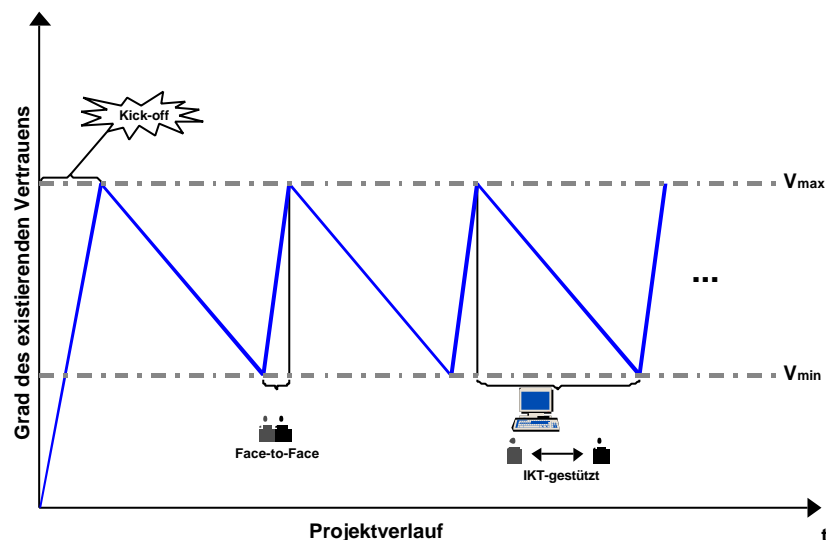 Kick-off
Grad des existierenden Vertrauens
Vmax
...
Vmin
Face-to-Face
IKT-gestützt
Projektverlauf
t